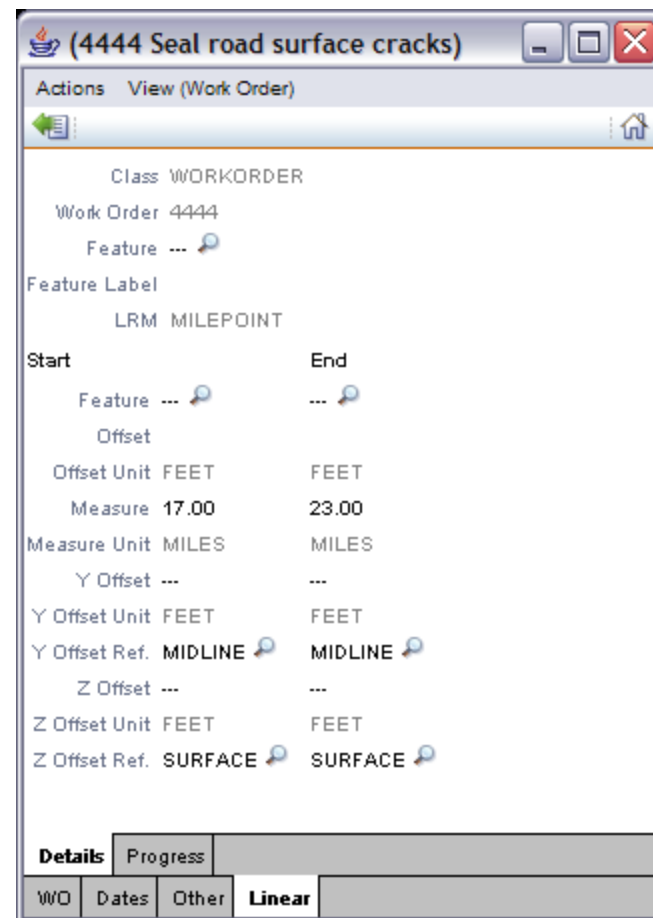 (4444 Seal road surface cracks)
Actions View (Work Order)
Class WORKORDER
Work Order 4444
Feature ---
Feature Label
LRM MILEPOINT
Start End
Feature --- ---
Offset
Offset Unit FEET FEET
Measure 17.00 23.00
Measure Unit MILES MILES
Y Offset --- ---
Y Offset Unit FEET FEET
Y Offset Ref. MIDLINE MIDLINE
Z Offset --- ---
Z Offset Unit FEET FEET
Z Offset Ref. SURFACE SURFACE
Details Progress
WO Dates Other Linear